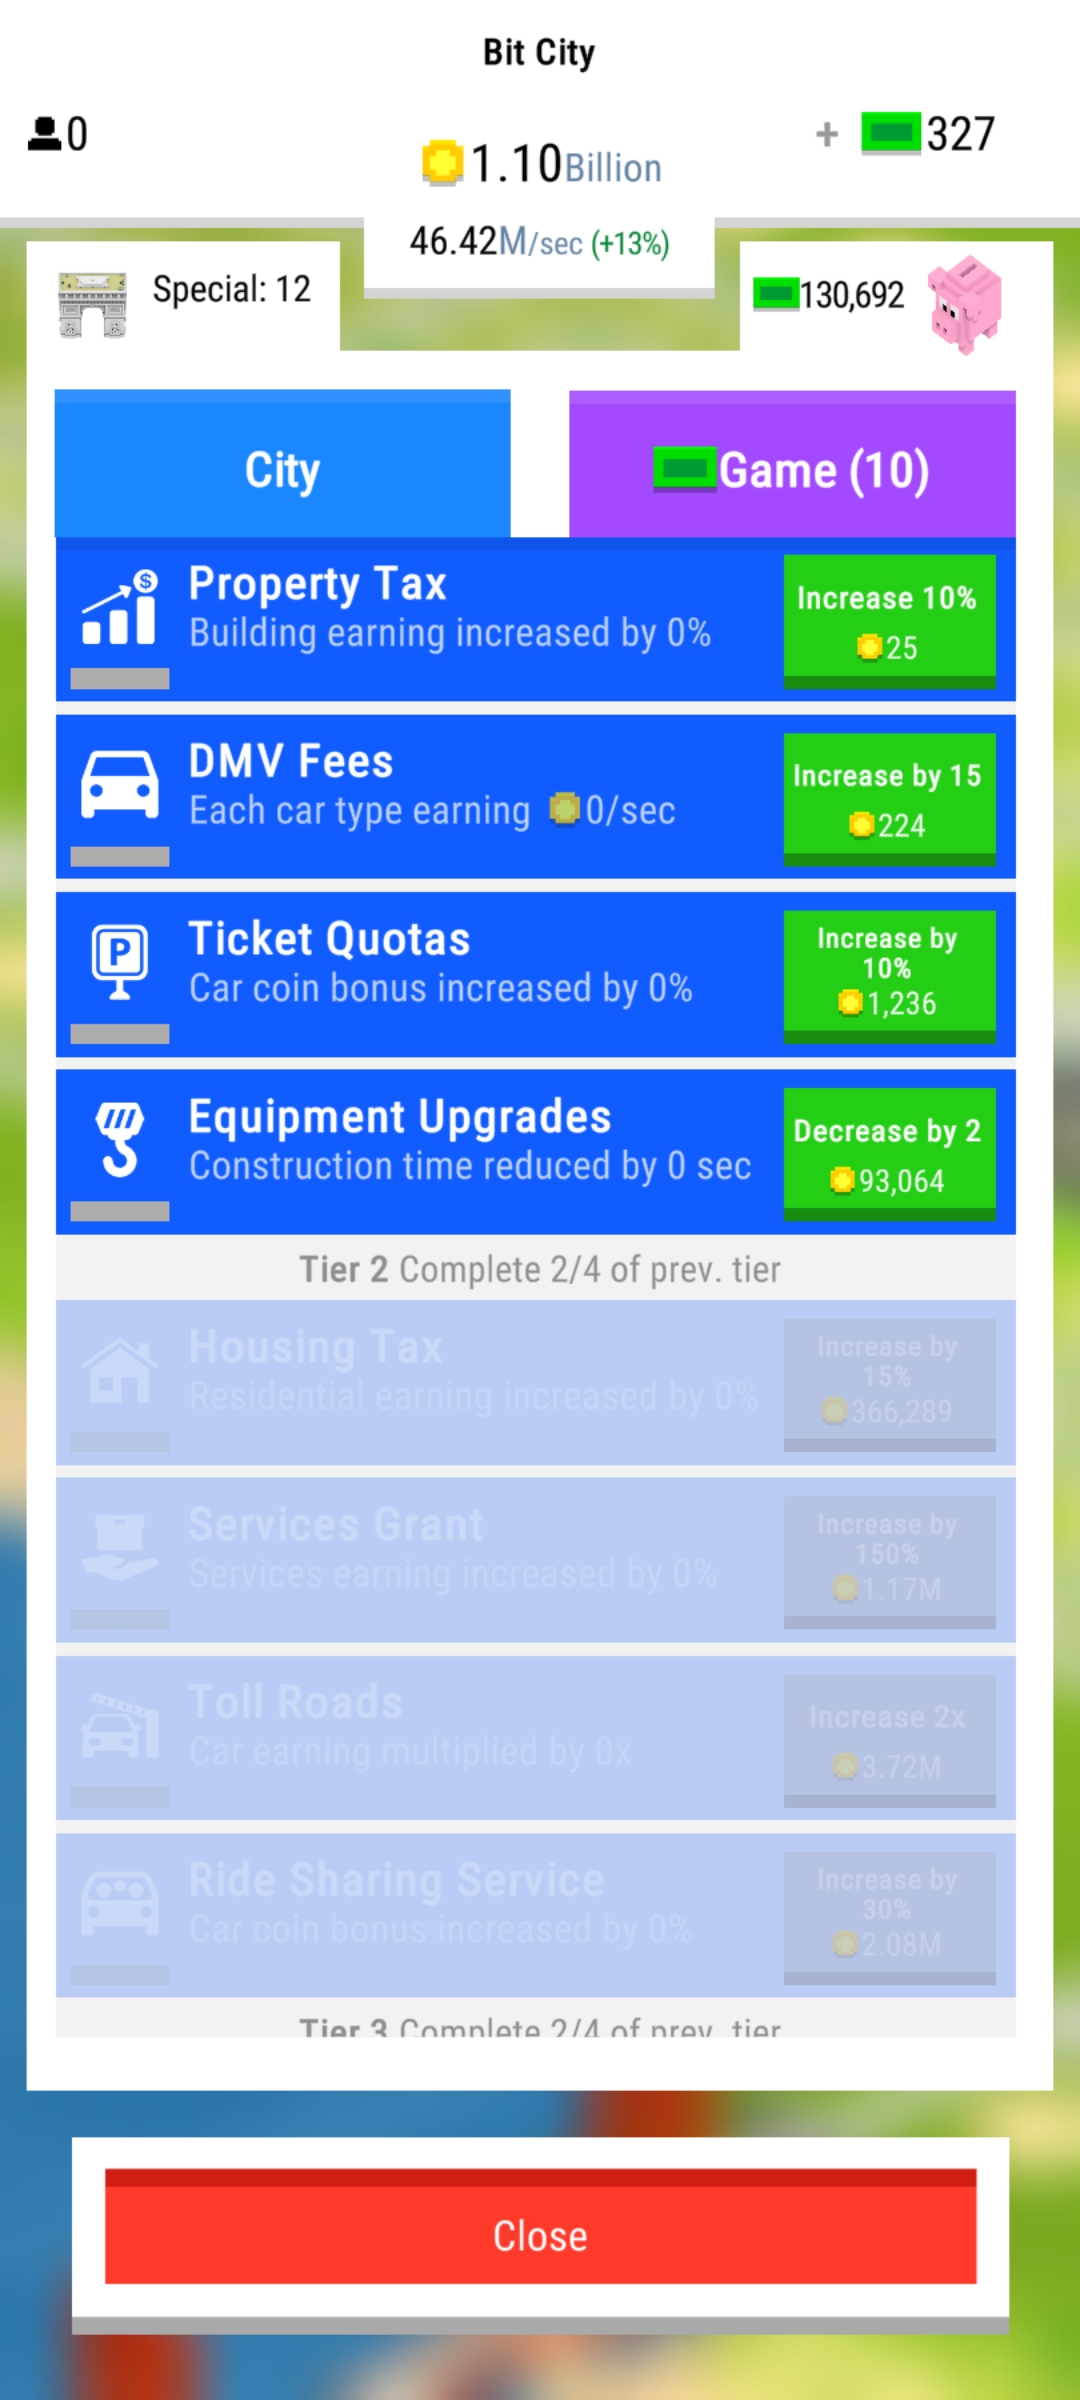 Bit City
0
1.10Billion
+ 327
46.42M/sec (+13%)
Special: 12
130,692
City
Game (10)
Property Tax
Building earning increased by 0%
Increase 10%
25
DMV Fees
Each car type earning 0/sec
Increase by 15
224
Ticket Quotas
Car coin bonus increased by 0%
Increase by
10%
1,236
Equipment Upgrades
Construction time reduced by 0 sec
Decrease by 2
93,064
Tier 2 Complete 2/4 of prev. tier
Housing Tax
Residential earning increased by 0%
Increase by
15%
366,289
Services Grant
Services earning increased by 0%
Increase by
150%
1.17M
Toll Roads
Car earning multiplied by 0x
Increase 2x
3.72M
Ride Sharing Service
Car coin bonus increased by 0%
Increase by
30%
2.08M
Tier 3 Complete 2/4 of prev. tier
Close